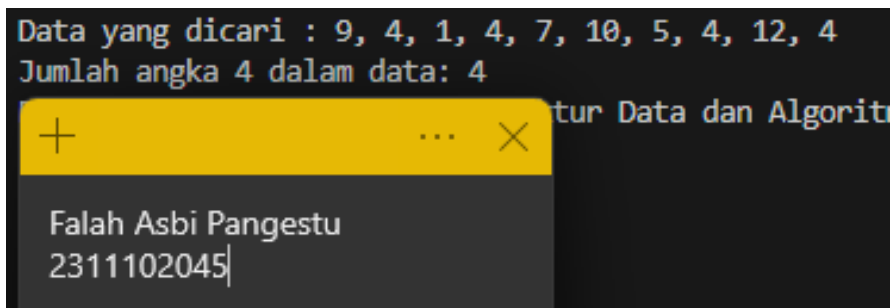 Data yang dicari : 9, 4, 1, 4, 7, 10, 5, 4, 12, 4
Jumlah angka 4 dalam data: 4
tur Data dan Algorit
Falah Asbi Pangestu
2311102045